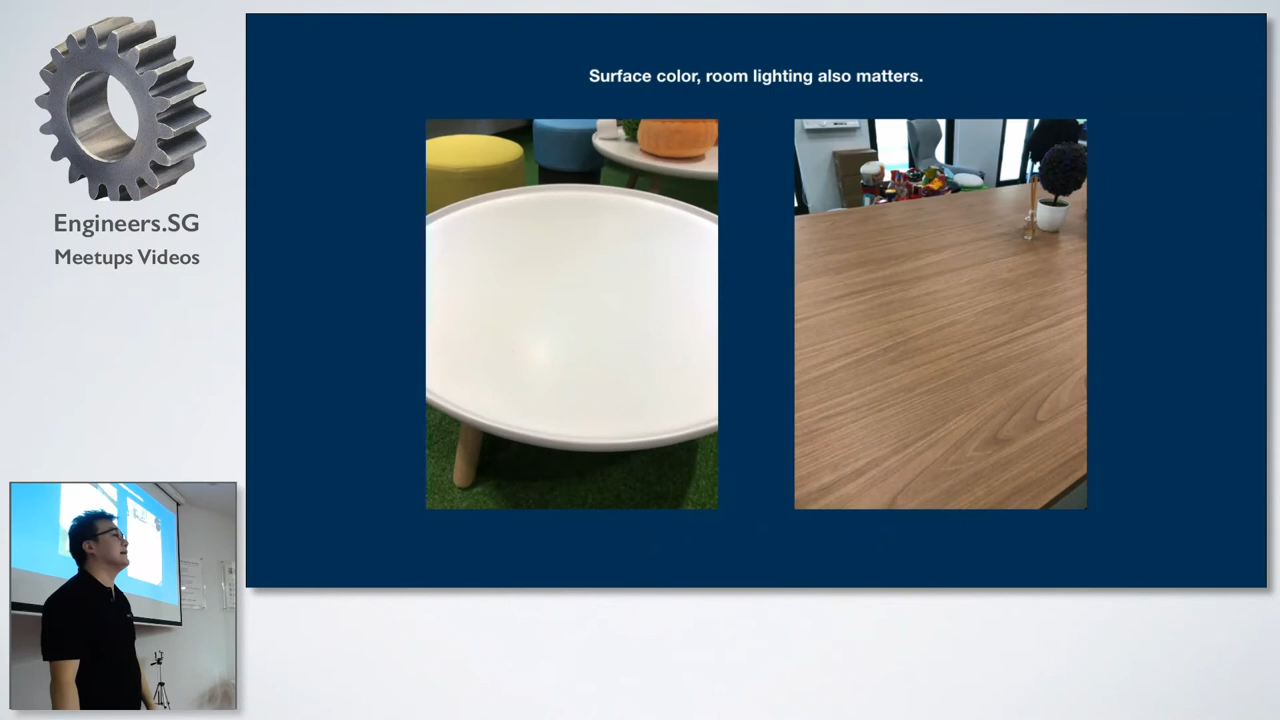 Engineers.SG
Meetups Videos
Surface color, room lighting also matters.